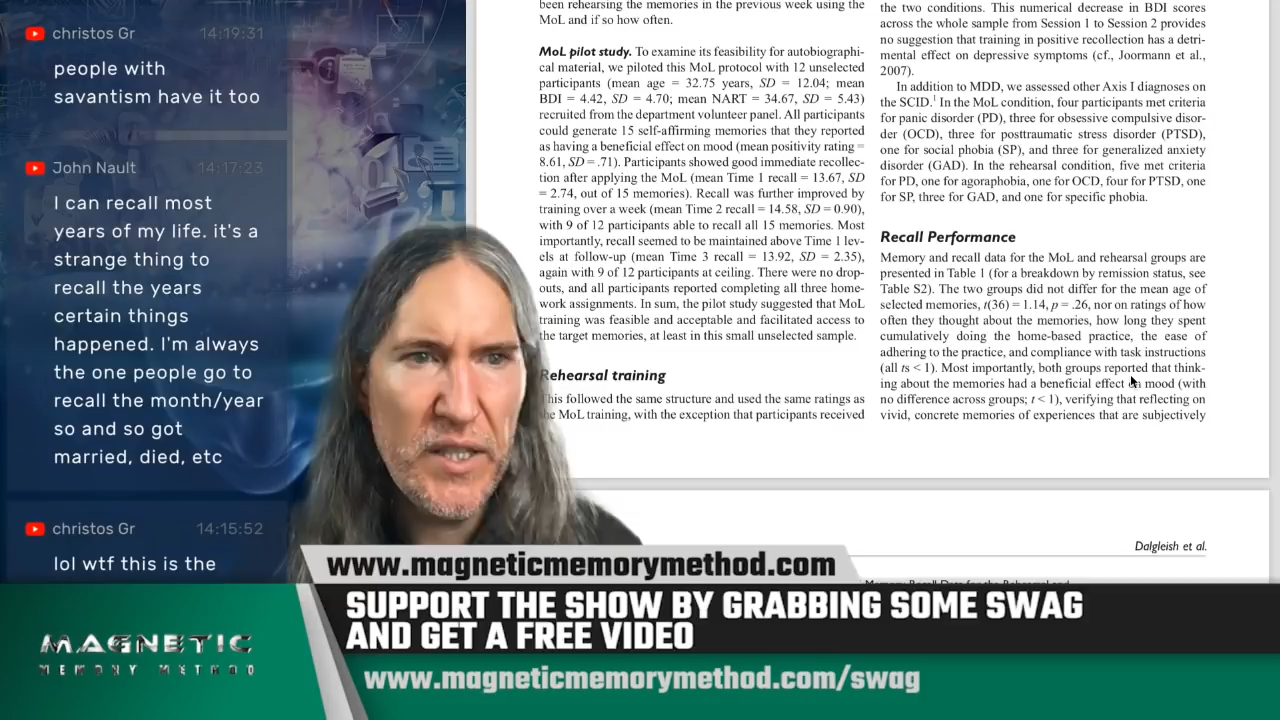 christos Gr 14:19:31
people with
savantism have it too
John Nault 14:17:23
I can recall most
years of my life. it's a
strange thing to
recall the years
certain things
happened. I'm always
the one people go to
recall the month/year
so and so got
married, died, etc
christos Gr 14:15:52
lol wtf this is the
been rehearsing the memories in the previous week using the
MoL and if so how often.
MoL pilot study. To examine its feasibility for autobiographi-
cal material, we piloted this MoL protocol with 12 unselected
participants (mean age = 32.75 years, SD = 12.04; mean
BDI = 4.42, SD = 4.70; mean NART = 34.67, SD = 5.43)
recruited from the department volunteer panel. All participants
could generate 15 self-affirming memories that they reported
as having a beneficial effect on mood (mean positivity rating =
8.61, SD = .71). Participants showed good immediate recollec-
tion after applying the MoL (mean Time 1 recall = 13.67, SD
= 2.74, out of 15 memories). Recall was further improved by
training over a week (mean Time 2 recall = 14.58, SD = 0.90),
with 9 of 12 participants able to recall all 15 memories. Most
importantly, recall seemed to be maintained above Time 1 lev-
els at follow-up (mean Time 3 recall = 13.92, SD = 2.35),
again with 9 of 12 participants at ceiling. There were no drop-
outs, and all participants reported completing all three home-
work assignments. In sum, the pilot study suggested that MoL
training was feasible and acceptable and facilitated access to
the target memories, at least in this small unselected sample.
Rehearsal training
This followed the same structure and used the same ratings as
the MoL training, with the exception that participants received
the two conditions. This numerical decrease in BDI scores
across the whole sample from Session 1 to Session 2 provides
no suggestion that training in positive recollection has a detri-
mental effect on depressive symptoms (cf., Joormann et al.,
2007).
In addition to MDD, we assessed other Axis I diagnoses on
the SCID.1 In the MoL condition, four participants met criteria
for panic disorder (PD), three for obsessive compulsive disor-
der (OCD), three for posttraumatic stress disorder (PTSD),
one for social phobia (SP), and three for generalized anxiety
disorder (GAD). In the rehearsal condition, five met criteria
for PD, one for agoraphobia, one for OCD, four for PTSD, one
for SP, three for GAD, and one for specific phobia.
Recall Performance
Memory and recall data for the MoL and rehearsal groups are
presented in Table 1 (for a breakdown by remission status, see
Table S2). The two groups did not differ for the mean age of
selected memories, t(36) = 1.14, p = .26, nor on ratings of how
often they thought about the memories, how long they spent
cumulatively doing the home-based practice, the ease of
adhering to the practice, and compliance with task instructions
(all ts < 1). Most importantly, both groups reported that think-
ing about the memories had a beneficial effect on mood (with
no difference across groups; t < 1), verifying that reflecting on
vivid, concrete memories of experiences that are subjectively
Dalgleish et al.
www.magneticmemorymethod.com
SUPPORT THE SHOW BY GRABBING SOME SWAG
AND GET A FREE VIDEO
www.magneticmemorymethod.com/swag
MAGNETIC
MEMORY METHOD